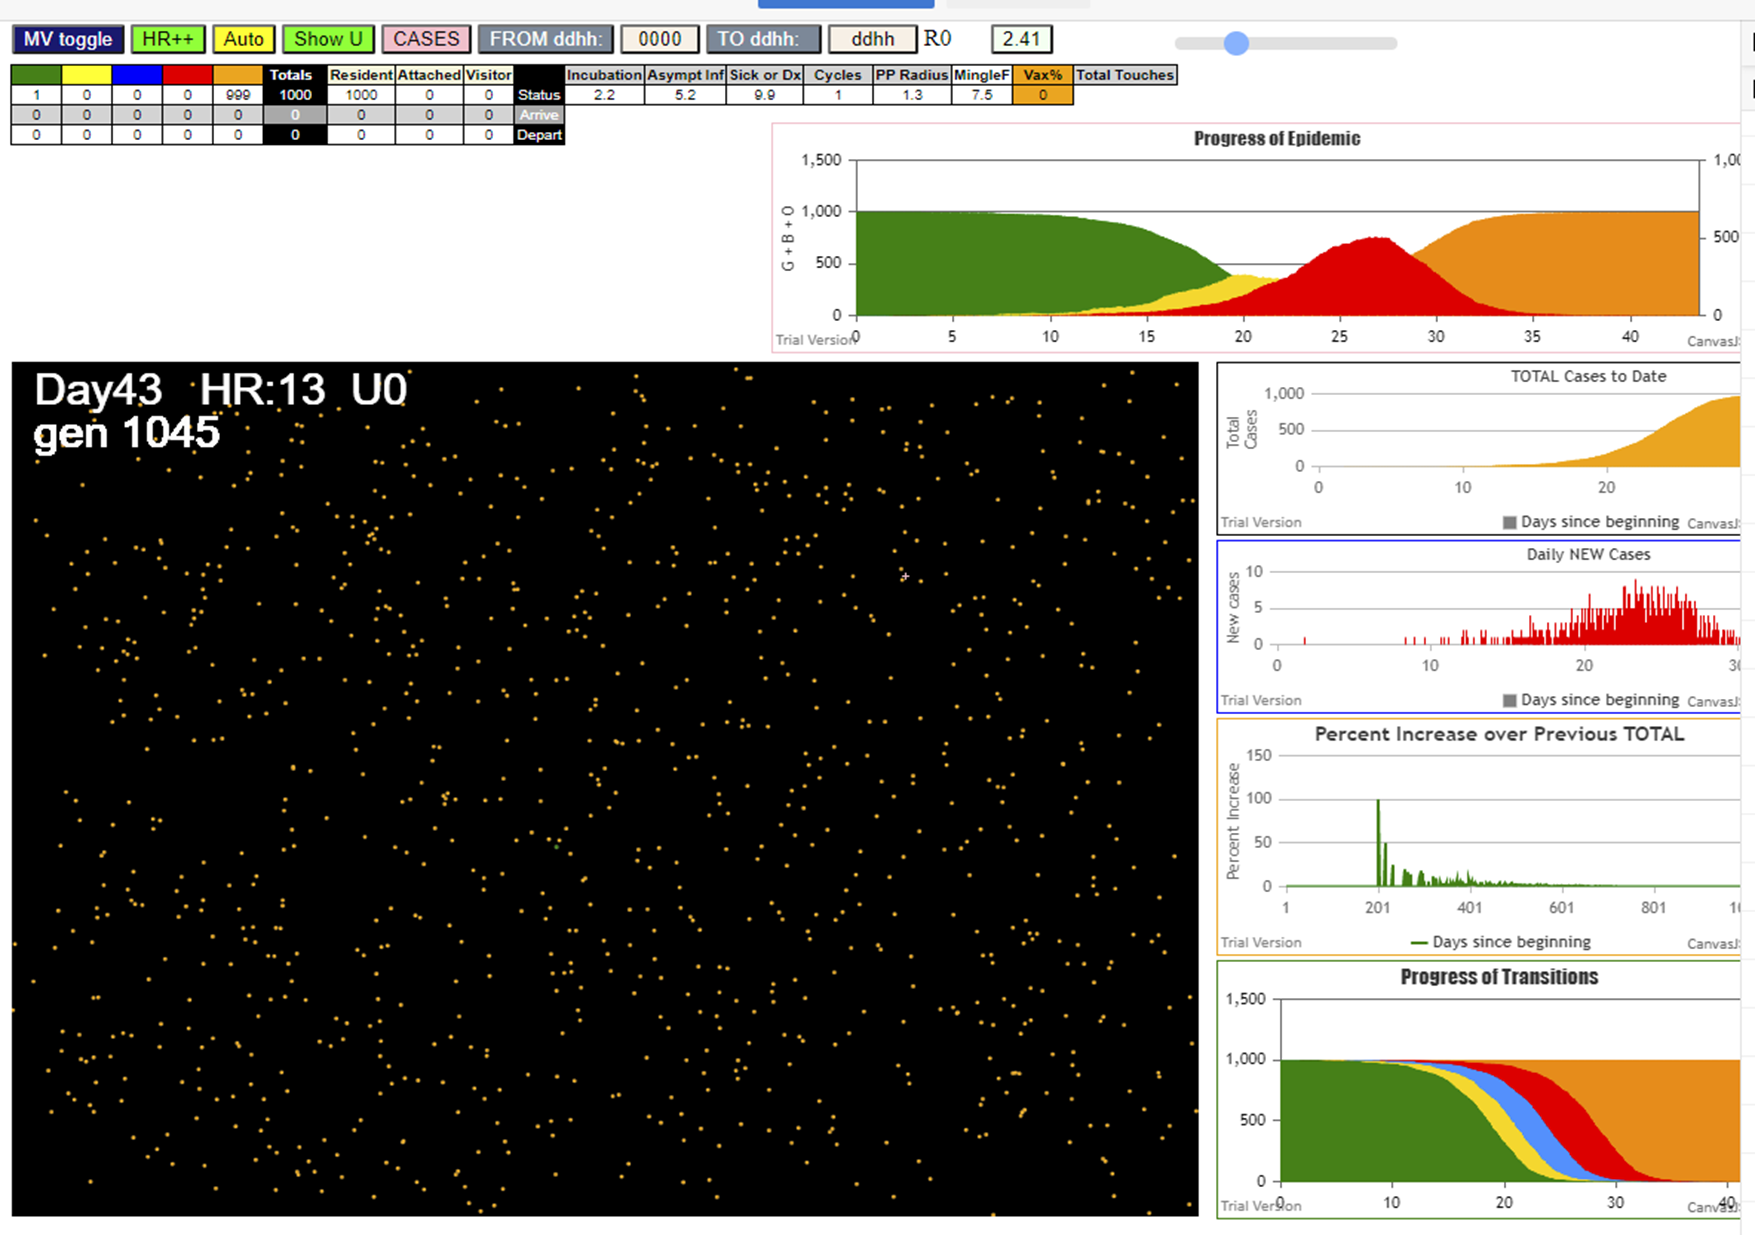 MV toggle HR++ Auto Show U CASES FROM ddhh: 0000 TO ddhh: ddhh R0 2.41
Totals Resident Attached Visitor Incubation Asympt Inf Sick or Dx Cycles PP Radius MingleF Vax% Total Touches
1 0 0 0 999 1000 1000 0 0 Status 2.2 5.2 9.9 1 1.3 7.5 0
0 0 0 0 0 0 0 0 0 Arrive
0 0 0 0 0 0 0 0 0 Depart
Progress of Epidemic
1,500
1,000
500
0
G + B + O
500
0
0 5 10 15 20 25 30 35 40
Trial Version CanvasJ
Day43 HR:13 U0
gen 1045
TOTAL Cases to Date
Total
Cases
1,000
500
0
0 10 20
Days since beginning
Trial Version CanvasJ
Daily NEW Cases
New cases
10
5
0
0 10 20
Days since beginning
Trial Version CanvasJ
Percent Increase over Previous TOTAL
Percent Increase
150
100
50
0
1 201 401 601 801
Days since beginning
Trial Version CanvasJ
Progress of Transitions
1,500
1,000
500
0
0 10 20 30 40
Trial Version